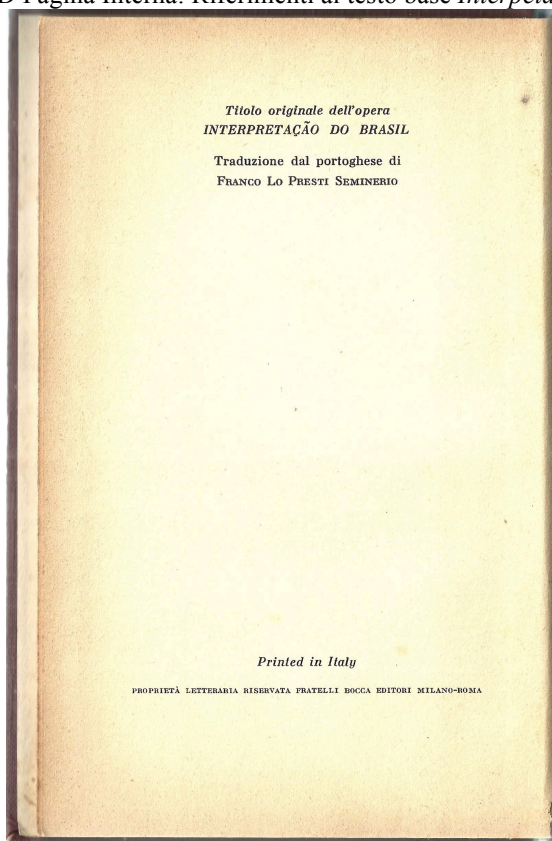 Pagina Interna: Riferimenti al testo base
Titolo originale dell'opera
INTERPRETAÇÃO DO BRASIL
Traduzione dal portoghese di
FRANCO LO PRESTI SEMINERIO
Printed in Italy
PROPRIETÀ LETTERARIA RISERVATA FRATELLI BOCCA EDITORI MILANO-ROMA